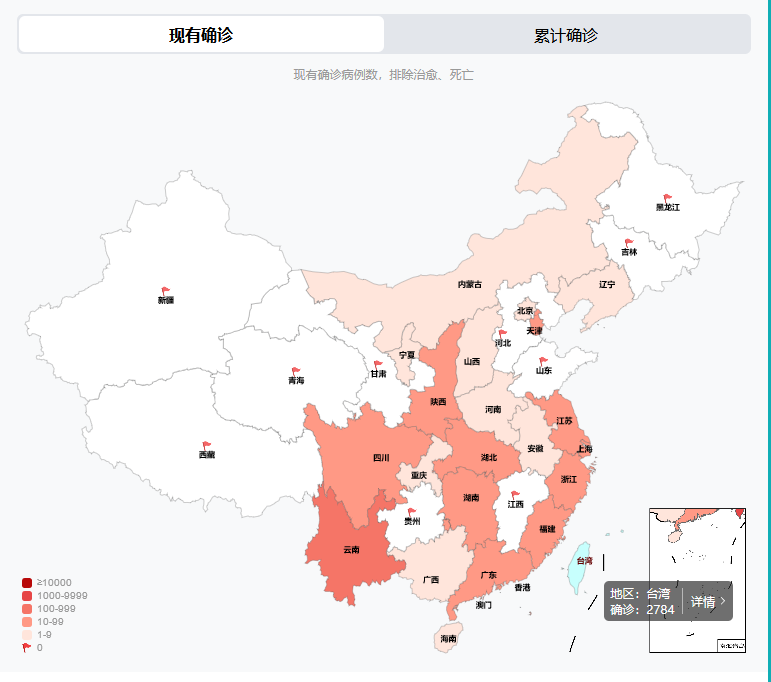 现有确诊
累计确诊
现有确诊病例数，排除治愈、死亡
黑龙江
吉林
辽宁
内蒙古
新疆
北京
天津
河北
宁夏
山西
甘肃
山东
青海
陕西
河南
江苏
上海
安徽
西藏
四川
湖北
重庆
浙江
湖南
江西
贵州
福建
云南
台湾
广西
广东
香港
澳门
海南
地区：台湾
确诊：2784
详情
≥10000
1000-9999
100-999
10-99
1-9
0